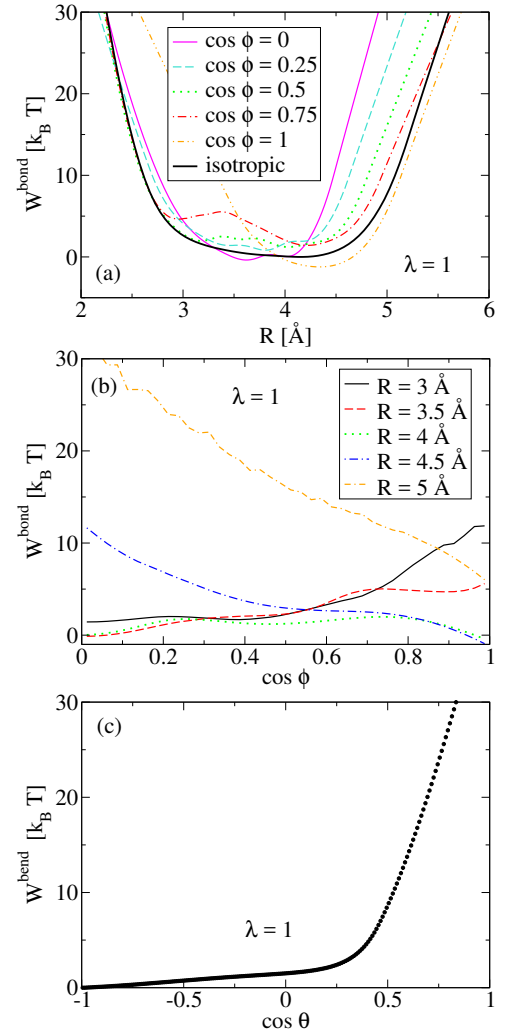 30
20
10
0
W^bond [k_B T]
cos ϕ = 0
cos ϕ = 0.25
cos ϕ = 0.5
cos ϕ = 0.75
cos ϕ = 1
isotropic
(a)
λ = 1
2 3 4 5 6
R [Å]
30
20
10
0
W^bond [k_B T]
(b)
λ = 1
R = 3 Å
R = 3.5 Å
R = 4 Å
R = 4.5 Å
R = 5 Å
0 0.2 0.4 0.6 0.8 1
cos ϕ
30
20
10
0
W^bend [k_B T]
(c)
λ = 1
-1 -0.5 0 0.5 1
cos θ